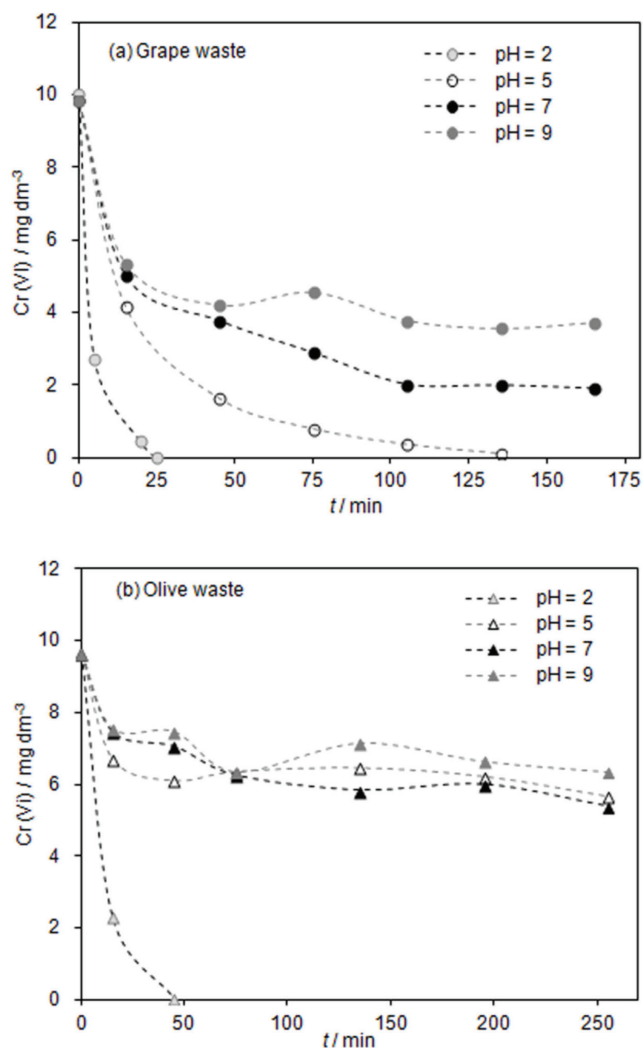 12
10
8
6
4
2
0
Cr (VI) / mg dm-3
(a) Grape waste
pH = 2
pH = 5
pH = 7
pH = 9
0 25 50 75 100 125 150 175
t / min
12
10
8
6
4
2
0
Cr (VI) / mg dm-3
(b) Olive waste
pH = 2
pH = 5
pH = 7
pH = 9
0 50 100 150 200 250
t / min